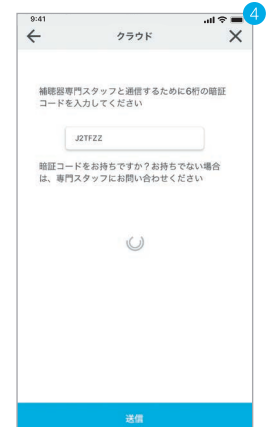 9:41
4
クラウド
補聴器専門スタッフと通信するために6桁の暗証
コードを入力してください
J2TFZZ
暗証コードをお持ちですか？お持ちでない場合
は、専門スタッフにお問い合わせください
送信